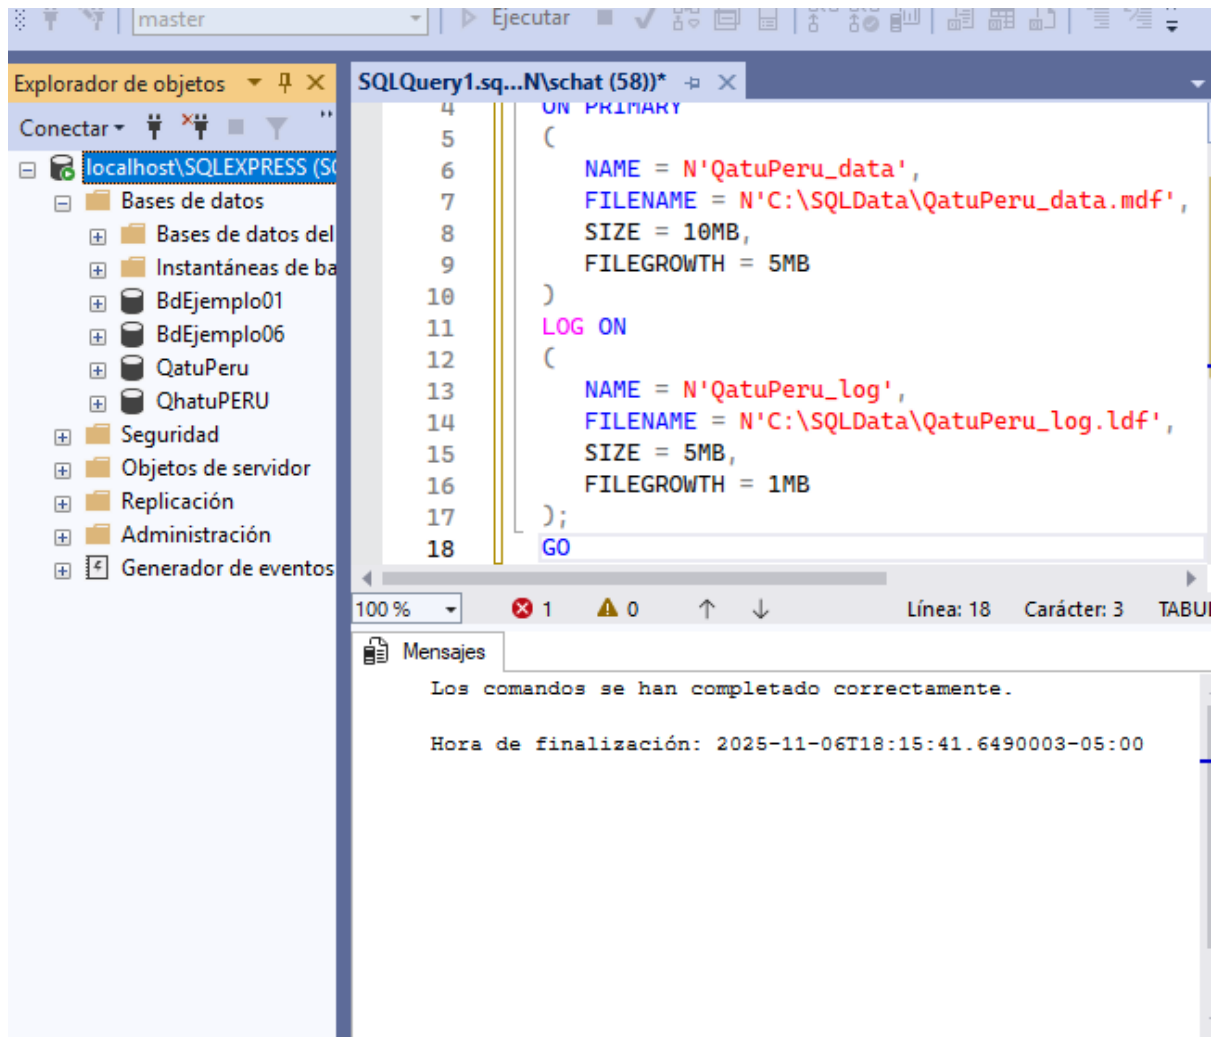 master
Ejecutar
Explorador de objetos
SQLQuery1.sq...N\schat (58))*
Conectar
localhost\SQLEXPRESS (S
Bases de datos
Bases de datos del
Instantáneas de ba
BdEjemplo01
BdEjemplo06
QatuPeru
QhatuPERU
Seguridad
Objetos de servidor
Replicación
Administración
Generador de eventos
4 ON PRIMARY
5 (
6 NAME = N'QatuPeru_data',
7 FILENAME = N'C:\SQLData\QatuPeru_data.mdf',
8 SIZE = 10MB,
9 FILEGROWTH = 5MB
10 )
11 LOG ON
12 (
13 NAME = N'QatuPeru_log',
14 FILENAME = N'C:\SQLData\QatuPeru_log.ldf',
15 SIZE = 5MB,
16 FILEGROWTH = 1MB
17 );
18 GO
100 % 1 0 Línea: 18 Carácter: 3 TABU
Mensajes
Los comandos se han completado correctamente.
Hora de finalización: 2025-11-06T18:15:41.6490003-05:00